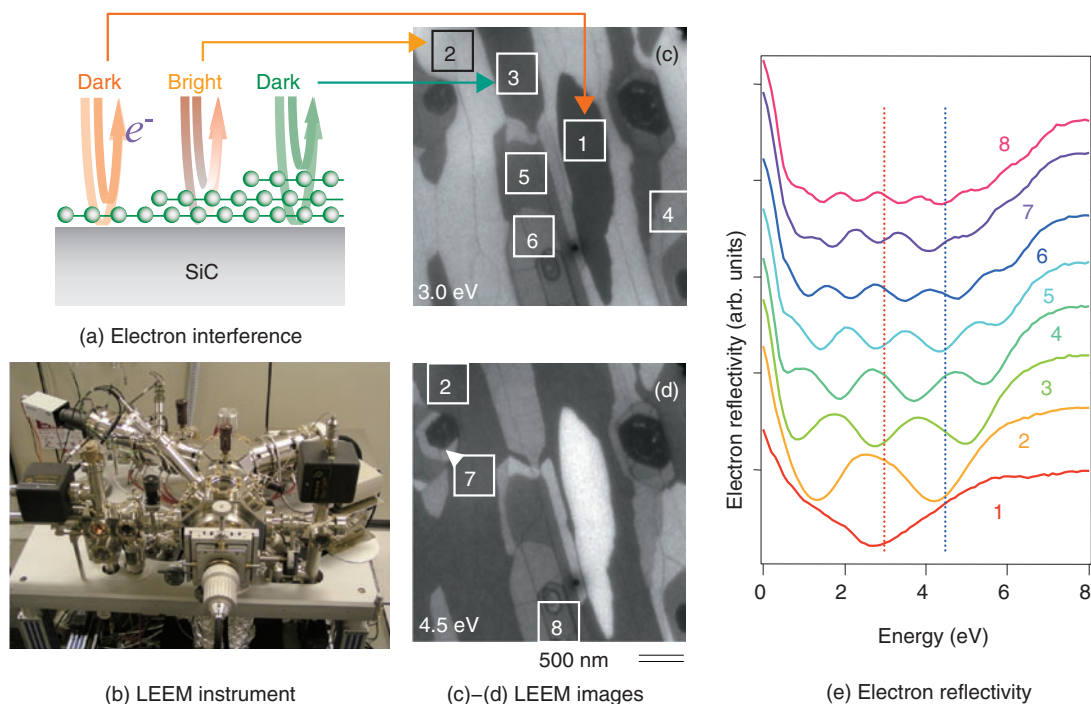 Dark
Bright
Dark
e-
SiC
(a) Electron interference
(b) LEEM instrument
2
(c)
3
1
5
4
6
3.0 eV
2
(d)
7
4.5 eV
8
500 nm
(c)–(d) LEEM images
Electron reflectivity (arb. units)
8
7
6
5
4
3
2
1
0 2 4 6 8
Energy (eV)
(e) Electron reflectivity